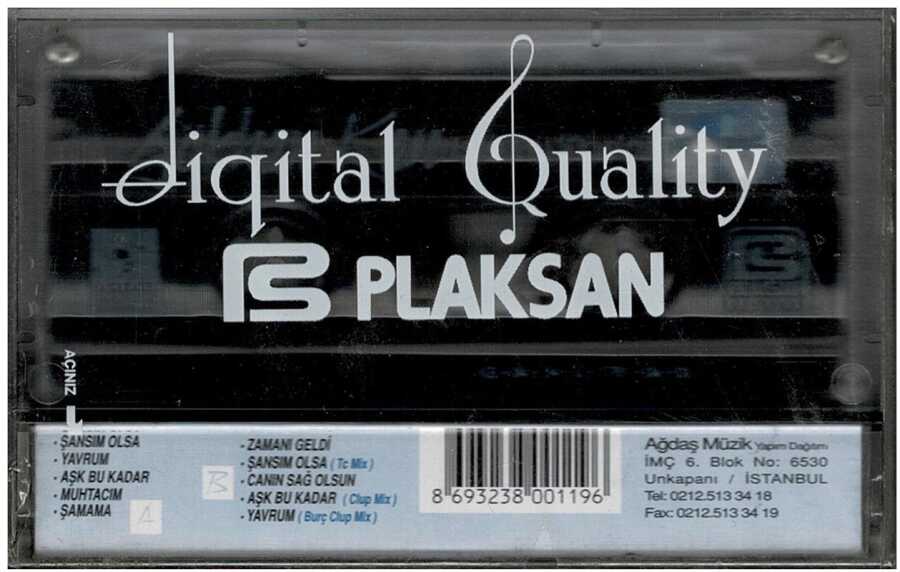 digital Quality
PLAKSAN
AÇINIZ
- ŞANSIM OLSA
- YAVRUM
- AŞK BU KADAR
- MUHTACIM
- ŞAMAMA
A
B
- ZAMANI GELDİ
- ŞANSIM OLSA ( Tc Mix )
- CANIN SAĞ OLSUN
- AŞK BU KADAR ( Clup Mix )
- YAVRUM ( Burç Clup Mix )
8 693238 001196
Ağdaş Müzik Yapım Dağıtım
İMÇ 6. Blok No: 6530
Unkapanı / İSTANBUL
Tel: 0212.513 34 18
Fax: 0212.513 34 19